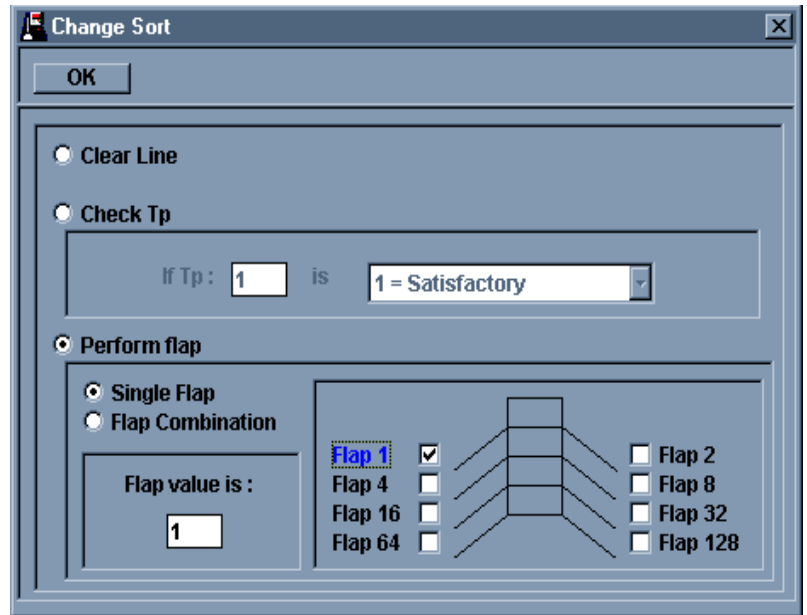 Change Sort
OK
Clear Line
Check Tp
If Tp : 1 is 1 = Satisfactory
Perform flap
Single Flap
Flap Combination
Flap value is :
1
Flap 1 Flap 2
Flap 4 Flap 8
Flap 16 Flap 32
Flap 64 Flap 128